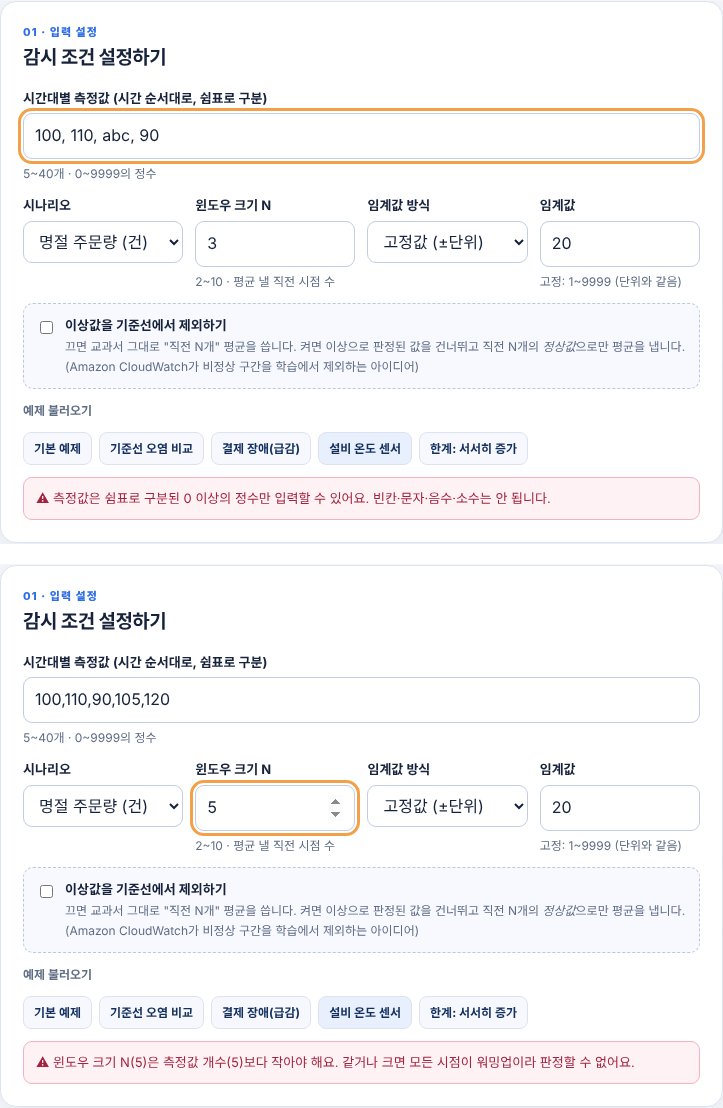 01 · 입력 설정
감시 조건 설정하기
시간대별 측정값 (시간 순서대로, 쉼표로 구분)
100, 110, abc, 90
5~40개 · 0~9999의 정수
시나리오 윈도우 크기 N 임계값 방식 임계값
명절 주문량 (건) 3 고정값 (±단위) 20
2~10 · 평균 낼 직전 시점 수 고정: 1~9999 (단위와 같음)
이상값을 기준선에서 제외하기
끄면 교과서 그대로 "직전 N개" 평균을 씁니다. 켜면 이상으로 판정된 값을 건너뛰고 직전 N개의 정상값으로만 평균을 냅니다.
(Amazon CloudWatch가 비정상 구간을 학습에서 제외하는 아이디어)
예제 불러오기
기본 예제 기준선 오염 비교 결제 장애(급감) 설비 온도 센서 한계: 서서히 증가
⚠ 측정값은 쉼표로 구분된 0 이상의 정수만 입력할 수 있어요. 빈칸·문자·음수·소수는 안 됩니다.
01 · 입력 설정
감시 조건 설정하기
시간대별 측정값 (시간 순서대로, 쉼표로 구분)
100,110,90,105,120
5~40개 · 0~9999의 정수
시나리오 윈도우 크기 N 임계값 방식 임계값
명절 주문량 (건) 5 고정값 (±단위) 20
2~10 · 평균 낼 직전 시점 수 고정: 1~9999 (단위와 같음)
이상값을 기준선에서 제외하기
끄면 교과서 그대로 "직전 N개" 평균을 씁니다. 켜면 이상으로 판정된 값을 건너뛰고 직전 N개의 정상값으로만 평균을 냅니다.
(Amazon CloudWatch가 비정상 구간을 학습에서 제외하는 아이디어)
예제 불러오기
기본 예제 기준선 오염 비교 결제 장애(급감) 설비 온도 센서 한계: 서서히 증가
⚠ 윈도우 크기 N(5)은 측정값 개수(5)보다 작아야 해요. 같거나 크면 모든 시점이 워밍업이라 판정할 수 없어요.